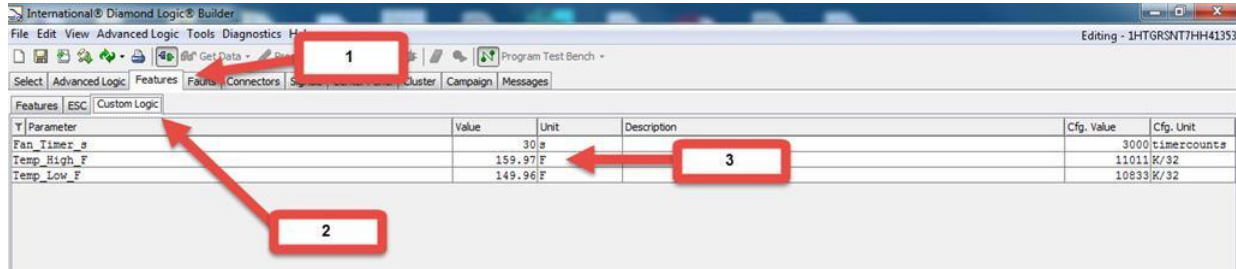 International® Diamond Logic® Builder
File Edit View Advanced Logic Tools Diagnostics Editing - 1HTGRSNT7HH41353
Get Data Program Test Bench
1
Select Advanced Logic Features Faults Connectors Cluster Campaign Messages
Features ESC Custom Logic
Parameter Value Unit Description Cfg. Value Cfg. Unit
Fan_Timer_s 30 s 3000 timercounts
Temp_High_F 159.97 F 11011 K/32
Temp_Low_F 149.96 F 10833 K/32
3
2